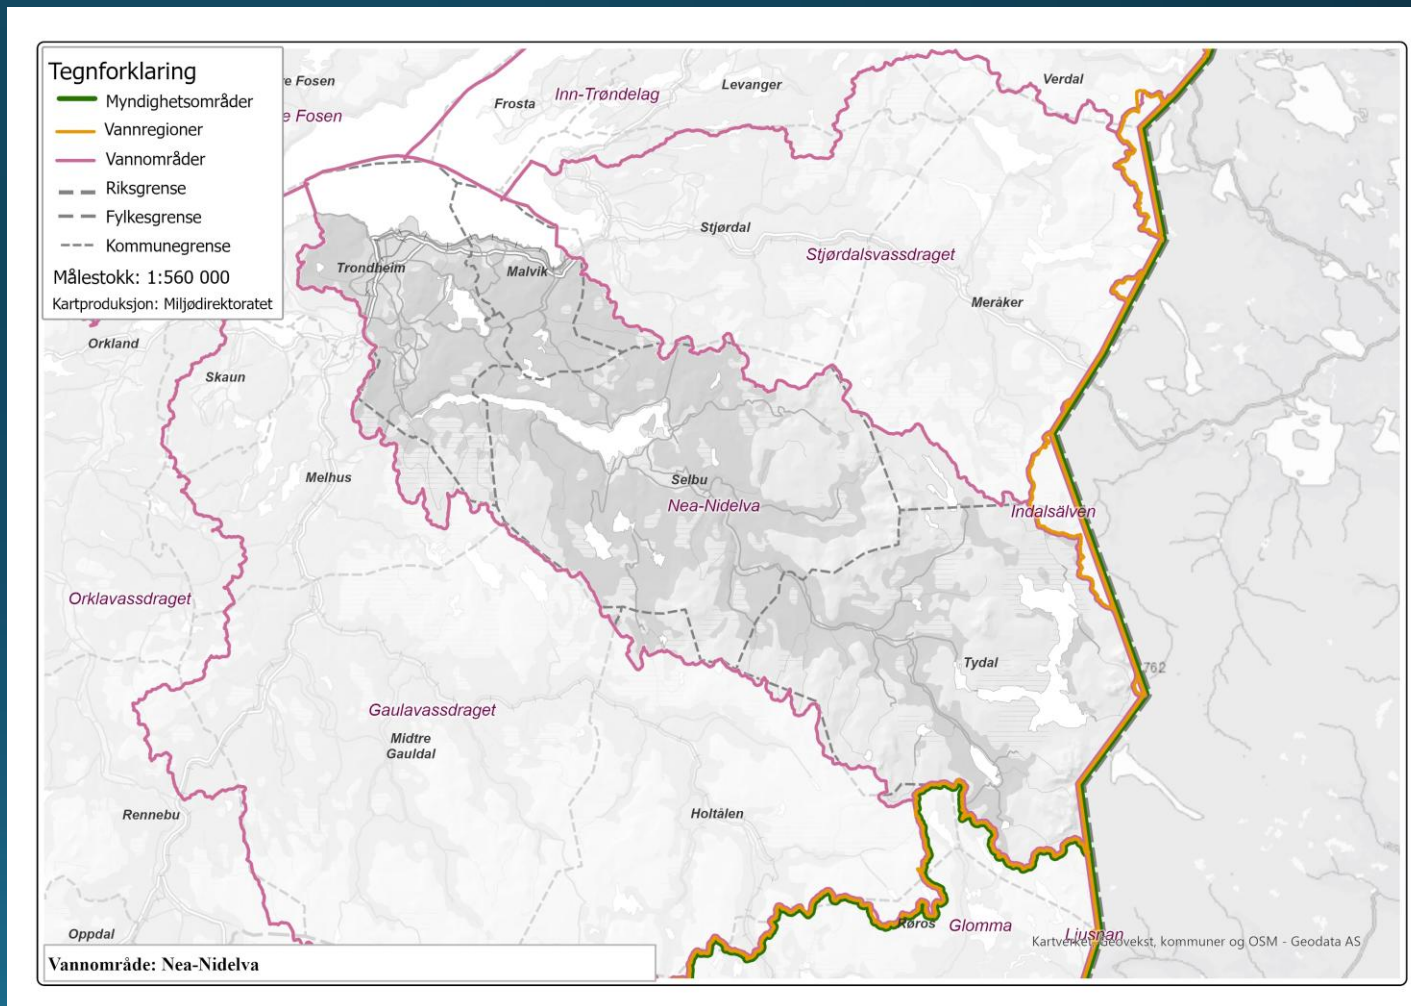 Tegnforklaring
Myndighetsområder
Vannregioner
Vannområder
Riksgrense
Fylkesgrense
Kommunegrense
Målestokk: 1:560 000
Kartproduksjon: Miljødirektoratet
re Fosen
e Fosen
Frosta
Inn-Trøndelag
Levanger
Verdal
Stjørdal
Stjørdalsvassdraget
Trondheim
Malvik
Meråker
Orkland
Skaun
Melhus
Selbu
Nea-Nidelva
Indalsälven
Orklavassdraget
Tydal
762
Gaulavassdraget
Midtre
Gauldal
Rennebu
Holtålen
Oppdal
Røros
Glomma
Ljusnan
Kartverket, Geovekst, kommuner og OSM - Geodata AS
Vannområde: Nea-Nidelva